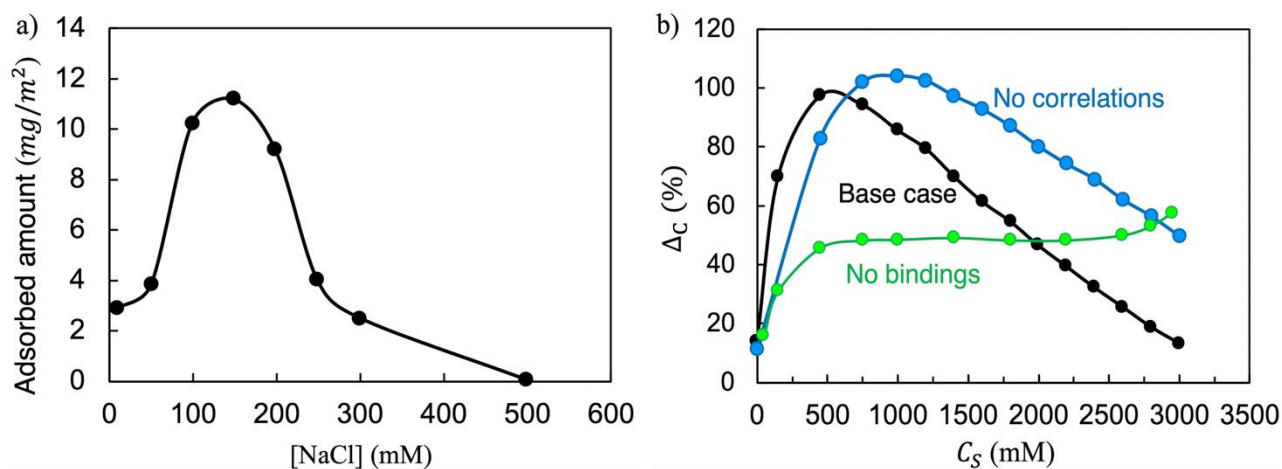 a)
14
12
10
8
6
4
2
0
Adsorbed amount (mg/m²)
0 100 200 300 400 500 600
[NaCl] (mM)
b)
120
100
80
60
40
20
0
Δ_C (%)
No correlations
Base case
No bindings
0 500 1000 1500 2000 2500 3000 3500
C_S (mM)